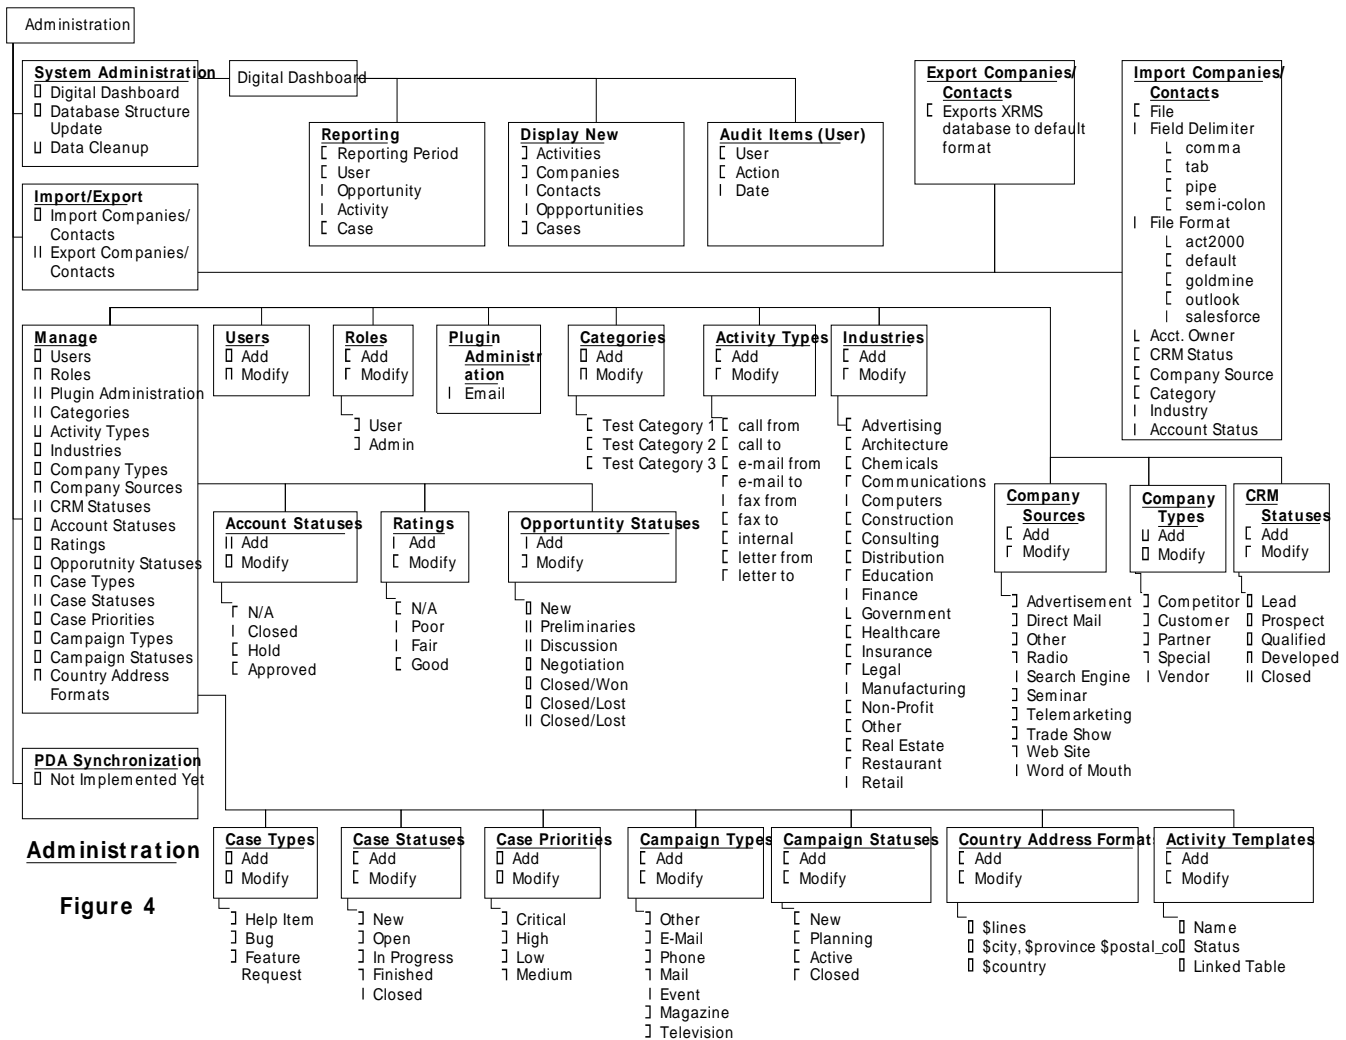 Administration
System Administration
Digital Dashboard
Database Structure
Update
Data Cleanup
Digital Dashboard
Reporting
Reporting Period
User
Opportunity
Activity
Case
Display New
Activities
Companies
Contacts
Oppportunities
Cases
Audit Items (User)
User
Action
Date
Export Companies/
Contacts
Exports XRMS
database to default
format
Import Companies/
Contacts
File
Field Delimiter
comma
tab
pipe
semi-colon
File Format
act2000
default
goldmine
outlook
salesforce
Acct. Owner
CRM Status
Company Source
Category
Industry
Account Status
Import/Export
Import Companies/
Contacts
Export Companies/
Contacts
Manage
Users
Roles
Plugin Administration
Categories
Activity Types
Industries
Company Types
Company Sources
CRM Statuses
Account Statuses
Ratings
Opporutnity Statuses
Case Types
Case Statuses
Case Priorities
Campaign Types
Campaign Statuses
Country Address
Formats
Users
Add
Modify
Roles
Add
Modify
User
Admin
Plugin
Administr
ation
Email
Categories
Add
Modify
Test Category 1
Test Category 2
Test Category 3
Activity Types
Add
Modify
call from
call to
e-mail from
e-mail to
fax from
fax to
internal
letter from
letter to
Industries
Add
Modify
Advertising
Architecture
Chemicals
Communications
Computers
Construction
Consulting
Distribution
Education
Finance
Government
Healthcare
Insurance
Legal
Manufacturing
Non-Profit
Other
Real Estate
Restaurant
Retail
Company
Sources
Add
Modify
Advertisement
Direct Mail
Other
Radio
Search Engine
Seminar
Telemarketing
Trade Show
Web Site
Word of Mouth
Company
Types
Add
Modify
Competitor
Customer
Partner
Special
Vendor
CRM
Statuses
Add
Modify
Lead
Prospect
Qualified
Developed
Closed
Account Statuses
Add
Modify
N/A
Closed
Hold
Approved
Ratings
Add
Modify
N/A
Poor
Fair
Good
Opportuntity Statuses
Add
Modify
New
Preliminaries
Discussion
Negotiation
Closed/Won
Closed/Lost
Closed/Lost
PDA Synchronization
Not Implemented Yet
Administration
Figure 4
Case Types
Add
Modify
Help Item
Bug
Feature
Request
Case Statuses
Add
Modify
New
Open
In Progress
Finished
Closed
Case Priorities
Add
Modify
Critical
High
Low
Medium
Campaign Types
Add
Modify
Other
E-Mail
Phone
Mail
Event
Magazine
Television
Campaign Statuses
Add
Modify
New
Planning
Active
Closed
Country Address Formats
Add
Modify
$lines
$city, $province $postal_co
$country
Activity Templates
Add
Modify
Name
Status
Linked Table